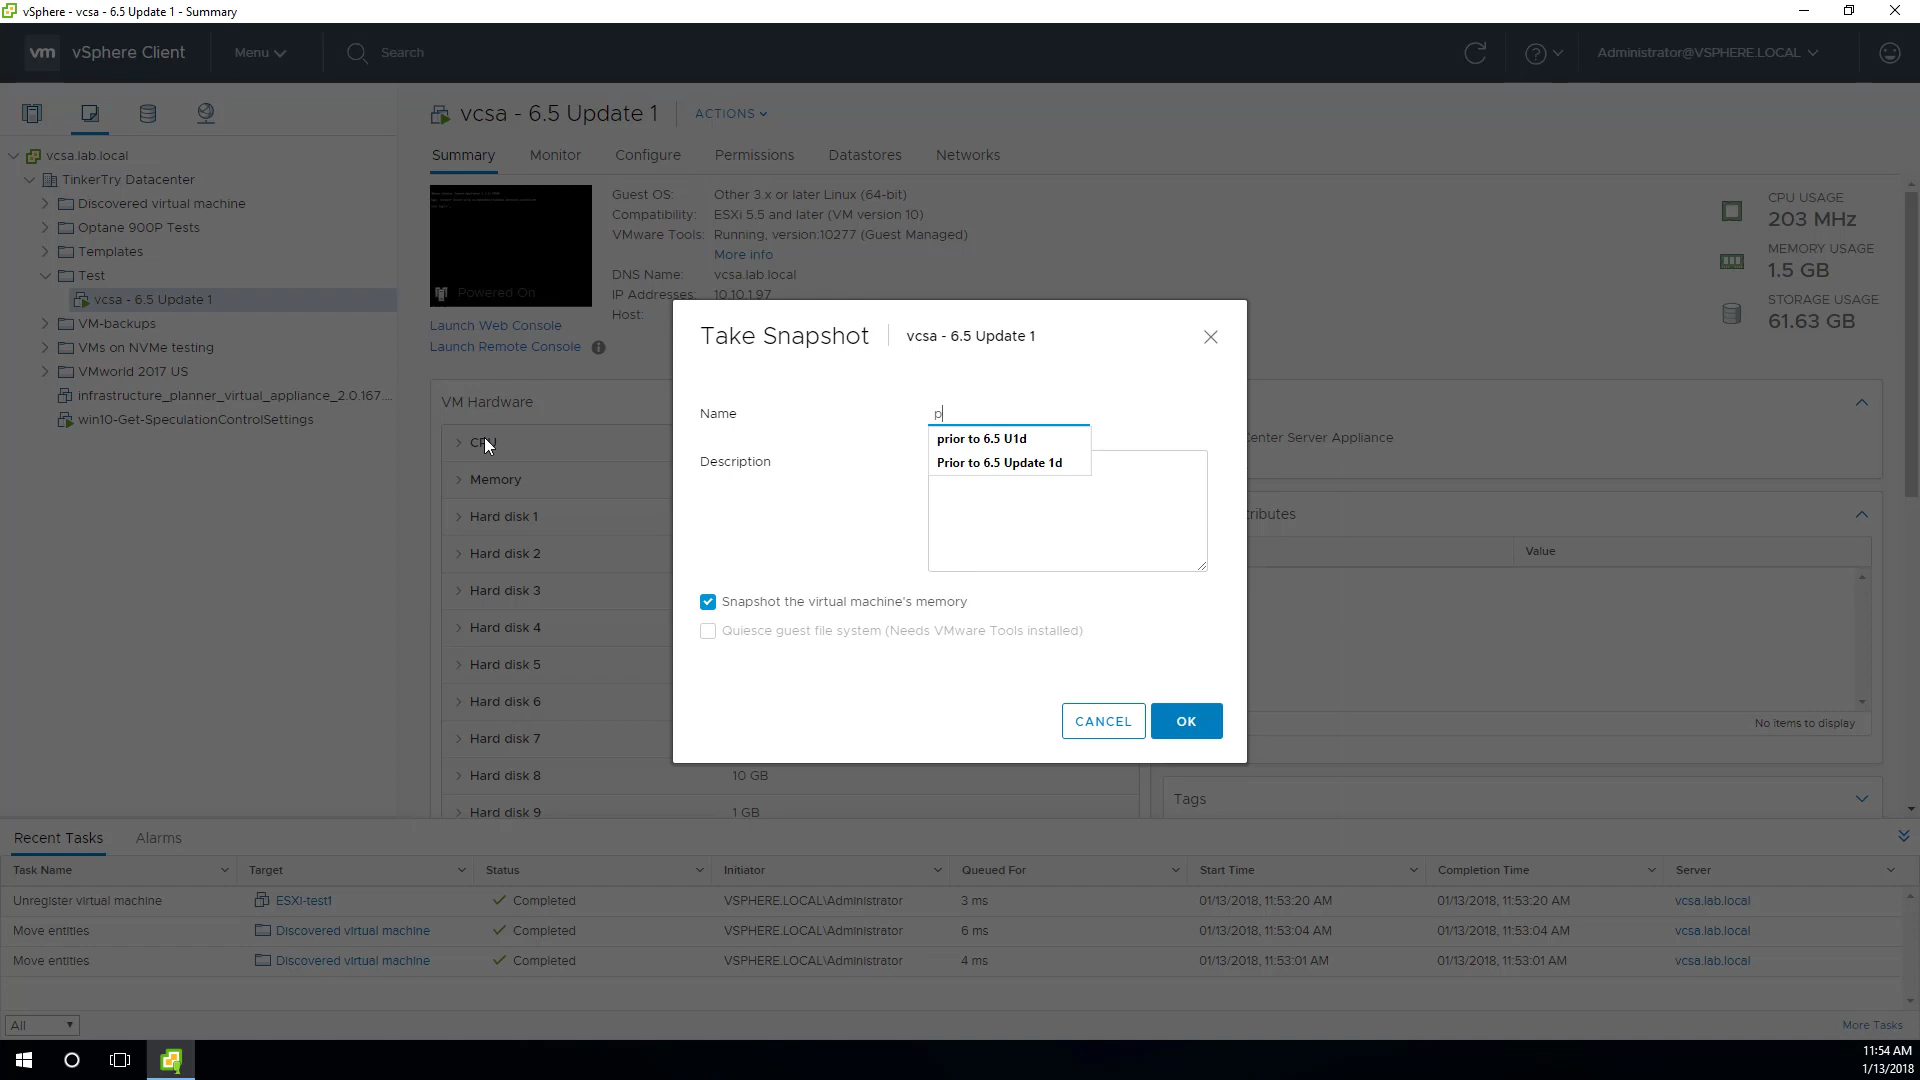 vSphere - vcsa - 6.5 Update 1 - Summary
vm vSphere Client Menu Search Administrator@VSPHERE.LOCAL
vcsa - 6.5 Update 1 ACTIONS
Summary Monitor Configure Permissions Datastores Networks
vcsa.lab.local
TinkerTry Datacenter
Discovered virtual machine
Optane 900P Tests
Templates
Test
vcsa - 6.5 Update 1
VM-backups
VMs on NVMe testing
VMworld 2017 US
infrastructure_planner_virtual_appliance_2.0.167...
win10-Get-SpeculationControlSettings
Powered On
Launch Web Console
Launch Remote Console
Guest OS: Other 3.x or later Linux (64-bit)
Compatibility: ESXi 5.5 and later (VM version 10)
VMware Tools: Running, version:10277 (Guest Managed)
More info
DNS Name: vcsa.lab.local
IP Addresses: 10.10.1.97
Host:
CPU USAGE
203 MHz
MEMORY USAGE
1.5 GB
STORAGE USAGE
61.63 GB
Take Snapshot vcsa - 6.5 Update 1
Name p
prior to 6.5 U1d
Prior to 6.5 Update 1d
Description
Snapshot the virtual machine's memory
Quiesce guest file system (Needs VMware Tools installed)
CANCEL OK
VM Hardware
CPU
Memory
Hard disk 1
Hard disk 2
Hard disk 3
Hard disk 4
Hard disk 5
Hard disk 6
Hard disk 7
Hard disk 8 10 GB
Hard disk 9 1 GB
enter Server Appliance
ributes
Value
No items to display
Tags
Recent Tasks Alarms
Task Name Target Status Initiator Queued For Start Time Completion Time Server
Unregister virtual machine ESXi-test1 Completed VSPHERE.LOCAL\Administrator 3 ms 01/13/2018, 11:53:20 AM 01/13/2018, 11:53:20 AM vcsa.lab.local
Move entities Discovered virtual machine Completed VSPHERE.LOCAL\Administrator 6 ms 01/13/2018, 11:53:04 AM 01/13/2018, 11:53:04 AM vcsa.lab.local
Move entities Discovered virtual machine Completed VSPHERE.LOCAL\Administrator 4 ms 01/13/2018, 11:53:01 AM 01/13/2018, 11:53:01 AM vcsa.lab.local
All More Tasks
11:54 AM
1/13/2018